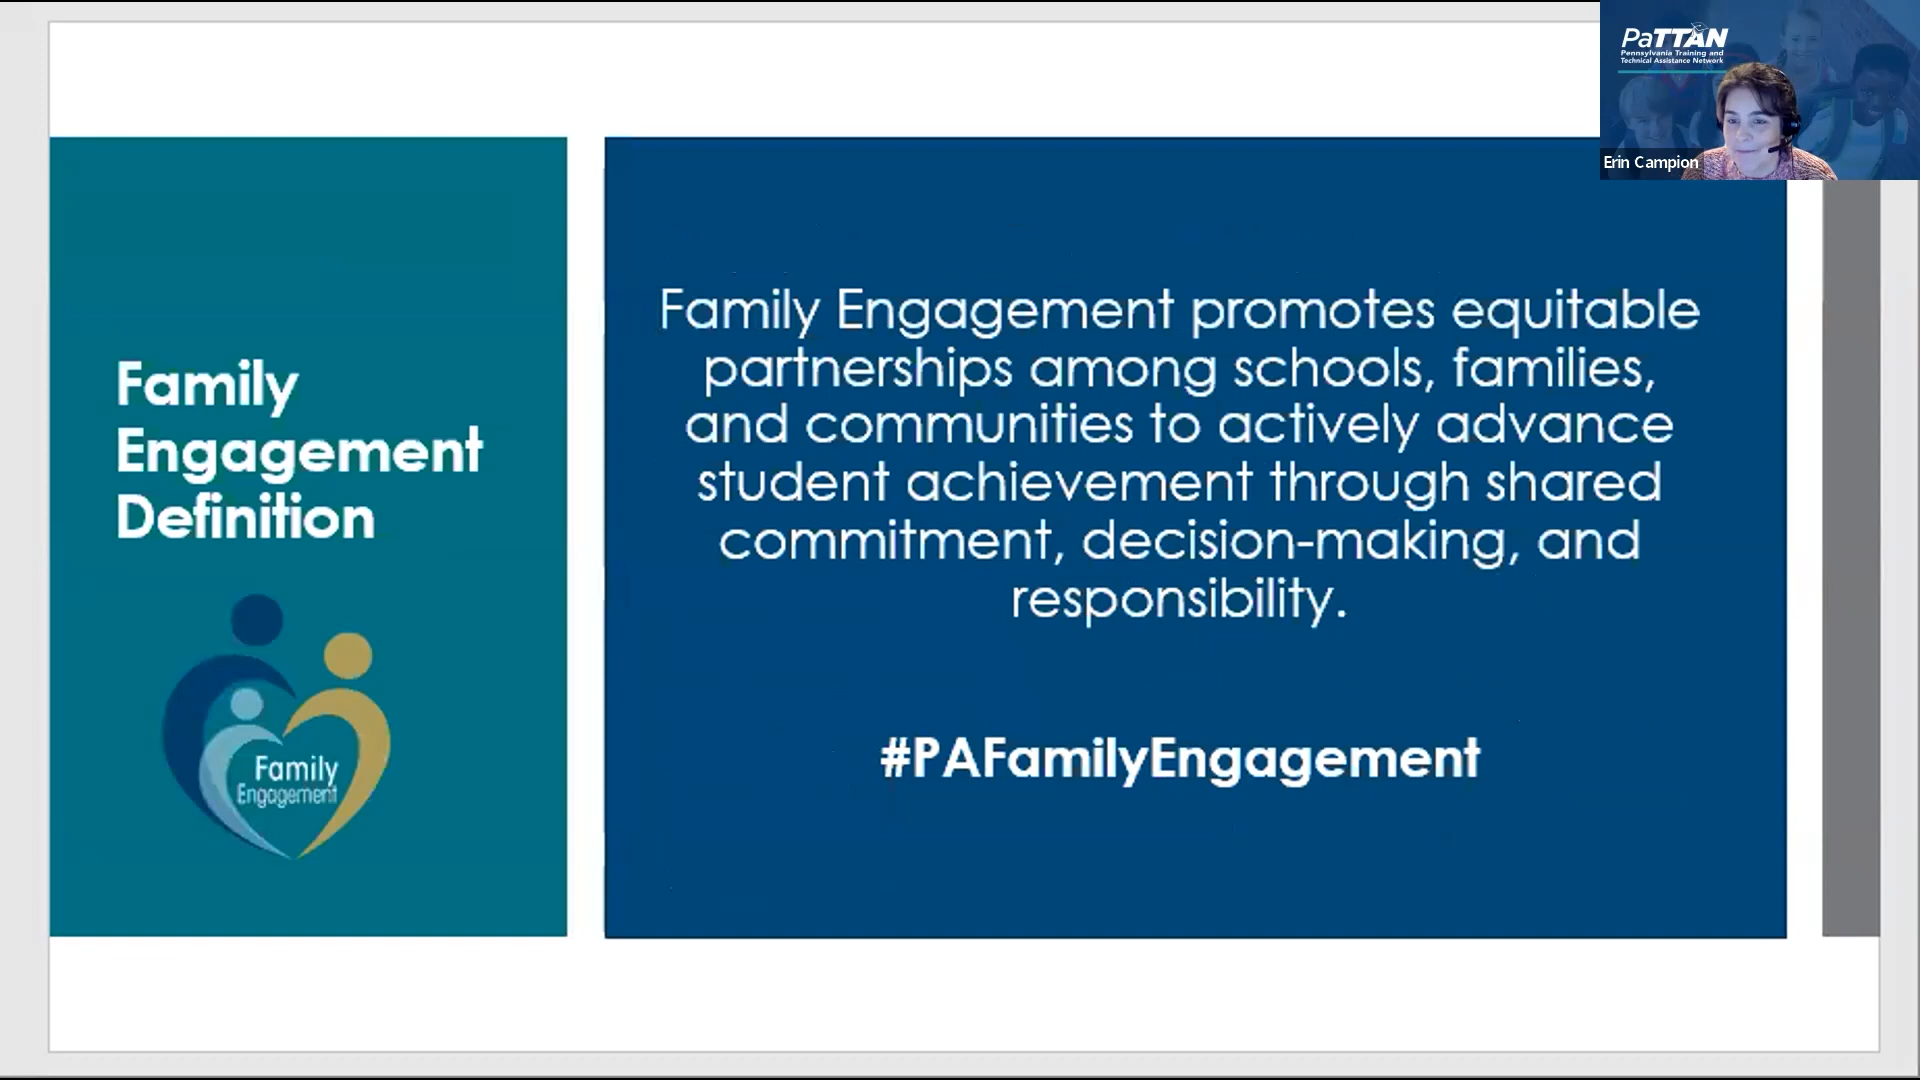 PaTTAN
Pennsylvania Training and
Technical Assistance Network
Erin Campion
Family
Engagement
Definition
Family
Engagement
Family Engagement promotes equitable
partnerships among schools, families,
and communities to actively advance
student achievement through shared
commitment, decision-making, and
responsibility.
#PAFamilyEngagement